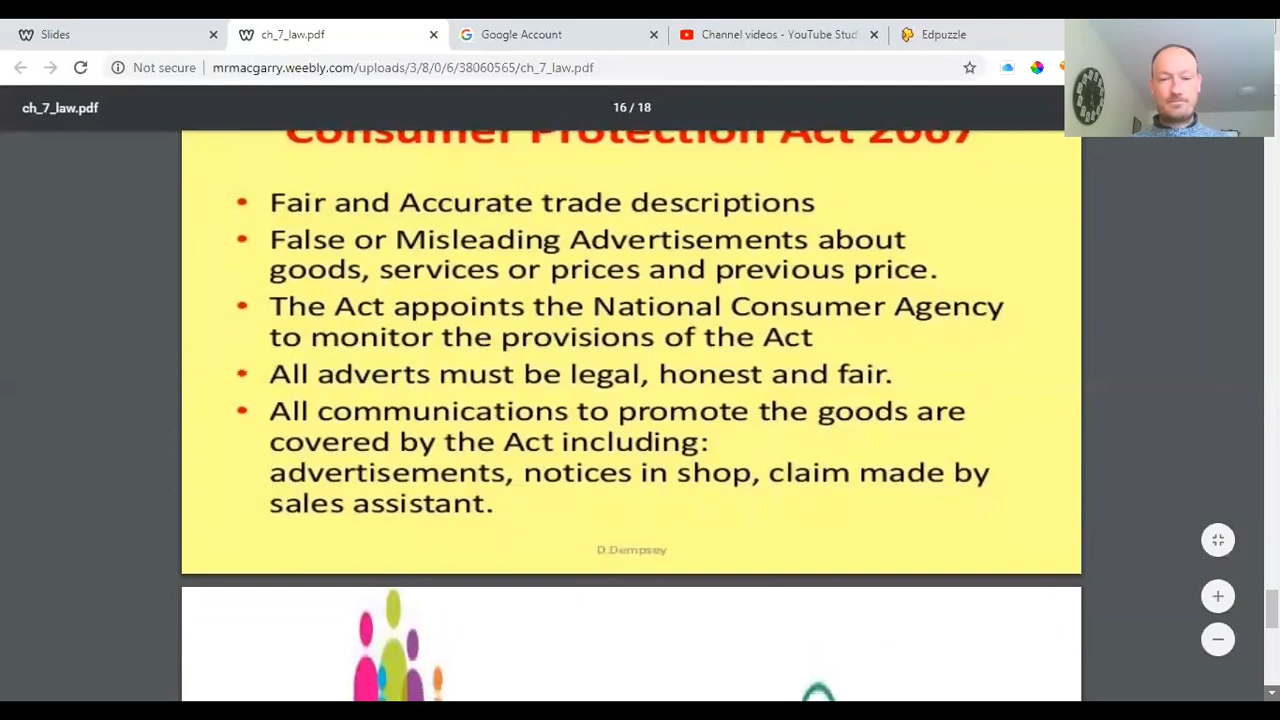 Slides
ch_7_law.pdf
Google Account
Channel videos - YouTube Stud
Edpuzzle
Not secure
mrmacgarry.weebly.com/uploads/3/8/0/6/38060565/ch_7_law.pdf
ch_7_law.pdf
16 / 18
Consumer Protection Act 2007
• Fair and Accurate trade descriptions
• False or Misleading Advertisements about
goods, services or prices and previous price.
• The Act appoints the National Consumer Agency
to monitor the provisions of the Act
• All adverts must be legal, honest and fair.
• All communications to promote the goods are
covered by the Act including:
advertisements, notices in shop, claim made by
sales assistant.
D.Dempsey